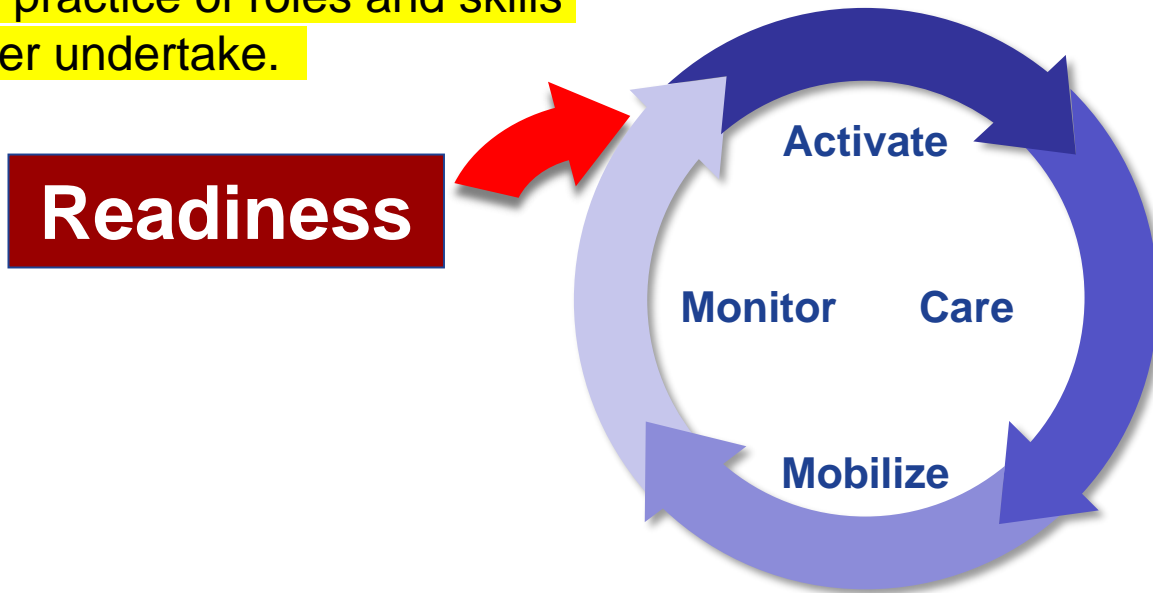 practice of roles and skills
er undertake.
Readiness
Activate
Monitor Care
Mobilize